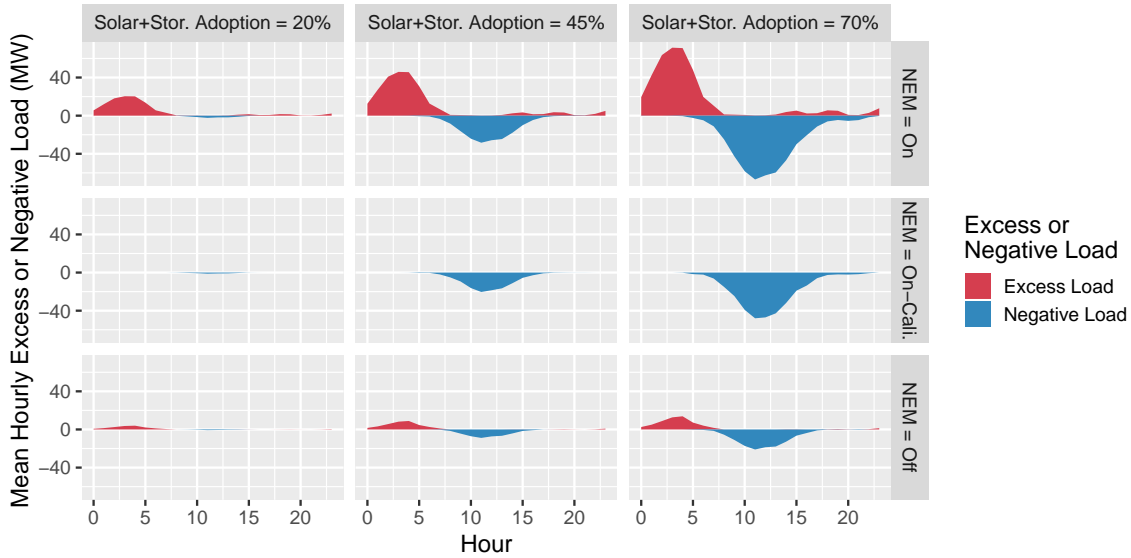 Solar+Stor. Adoption = 20%
Solar+Stor. Adoption = 45%
Solar+Stor. Adoption = 70%
Mean Hourly Excess or Negative Load (MW)
40
0
−40
NEM = On
40
0
−40
NEM = On−Cali.
40
0
−40
NEM = Off
0 5 10 15 20
0 5 10 15 20
0 5 10 15 20
Hour
Excess or
Negative Load
Excess Load
Negative Load